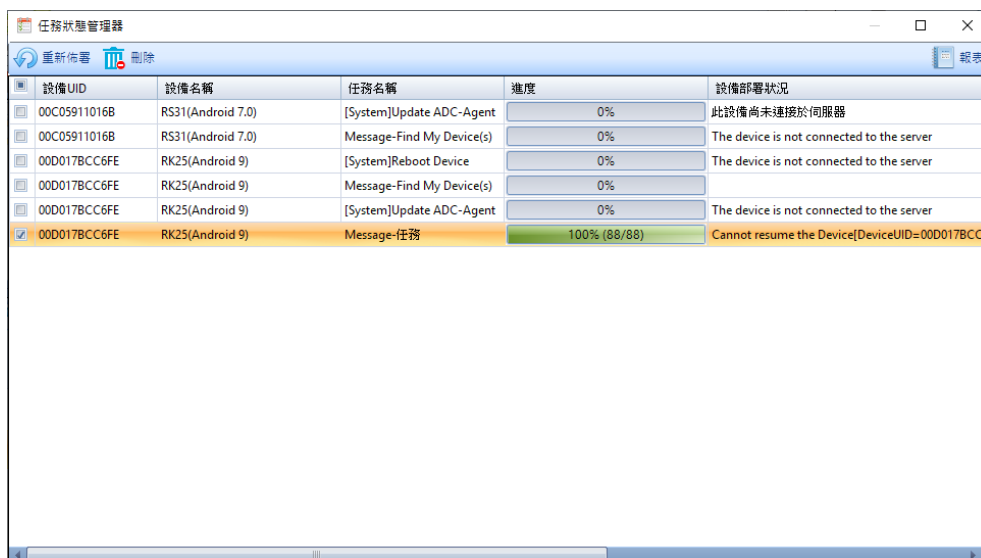 任務狀態管理器
重新佈署 刪除 報表
設備UID 設備名稱 任務名稱 進度 設備部署狀況
00C05911016B RS31(Android 7.0) [System]Update ADC-Agent 0% 此設備尚未連接於伺服器
00C05911016B RS31(Android 7.0) Message-Find My Device(s) 0% The device is not connected to the server
00D017BCC6FE RK25(Android 9) [System]Reboot Device 0% The device is not connected to the server
00D017BCC6FE RK25(Android 9) Message-Find My Device(s) 0%
00D017BCC6FE RK25(Android 9) [System]Update ADC-Agent 0% The device is not connected to the server
00D017BCC6FE RK25(Android 9) Message-任務 100% (88/88) Cannot resume the Device[DeviceUID=00D017BCC